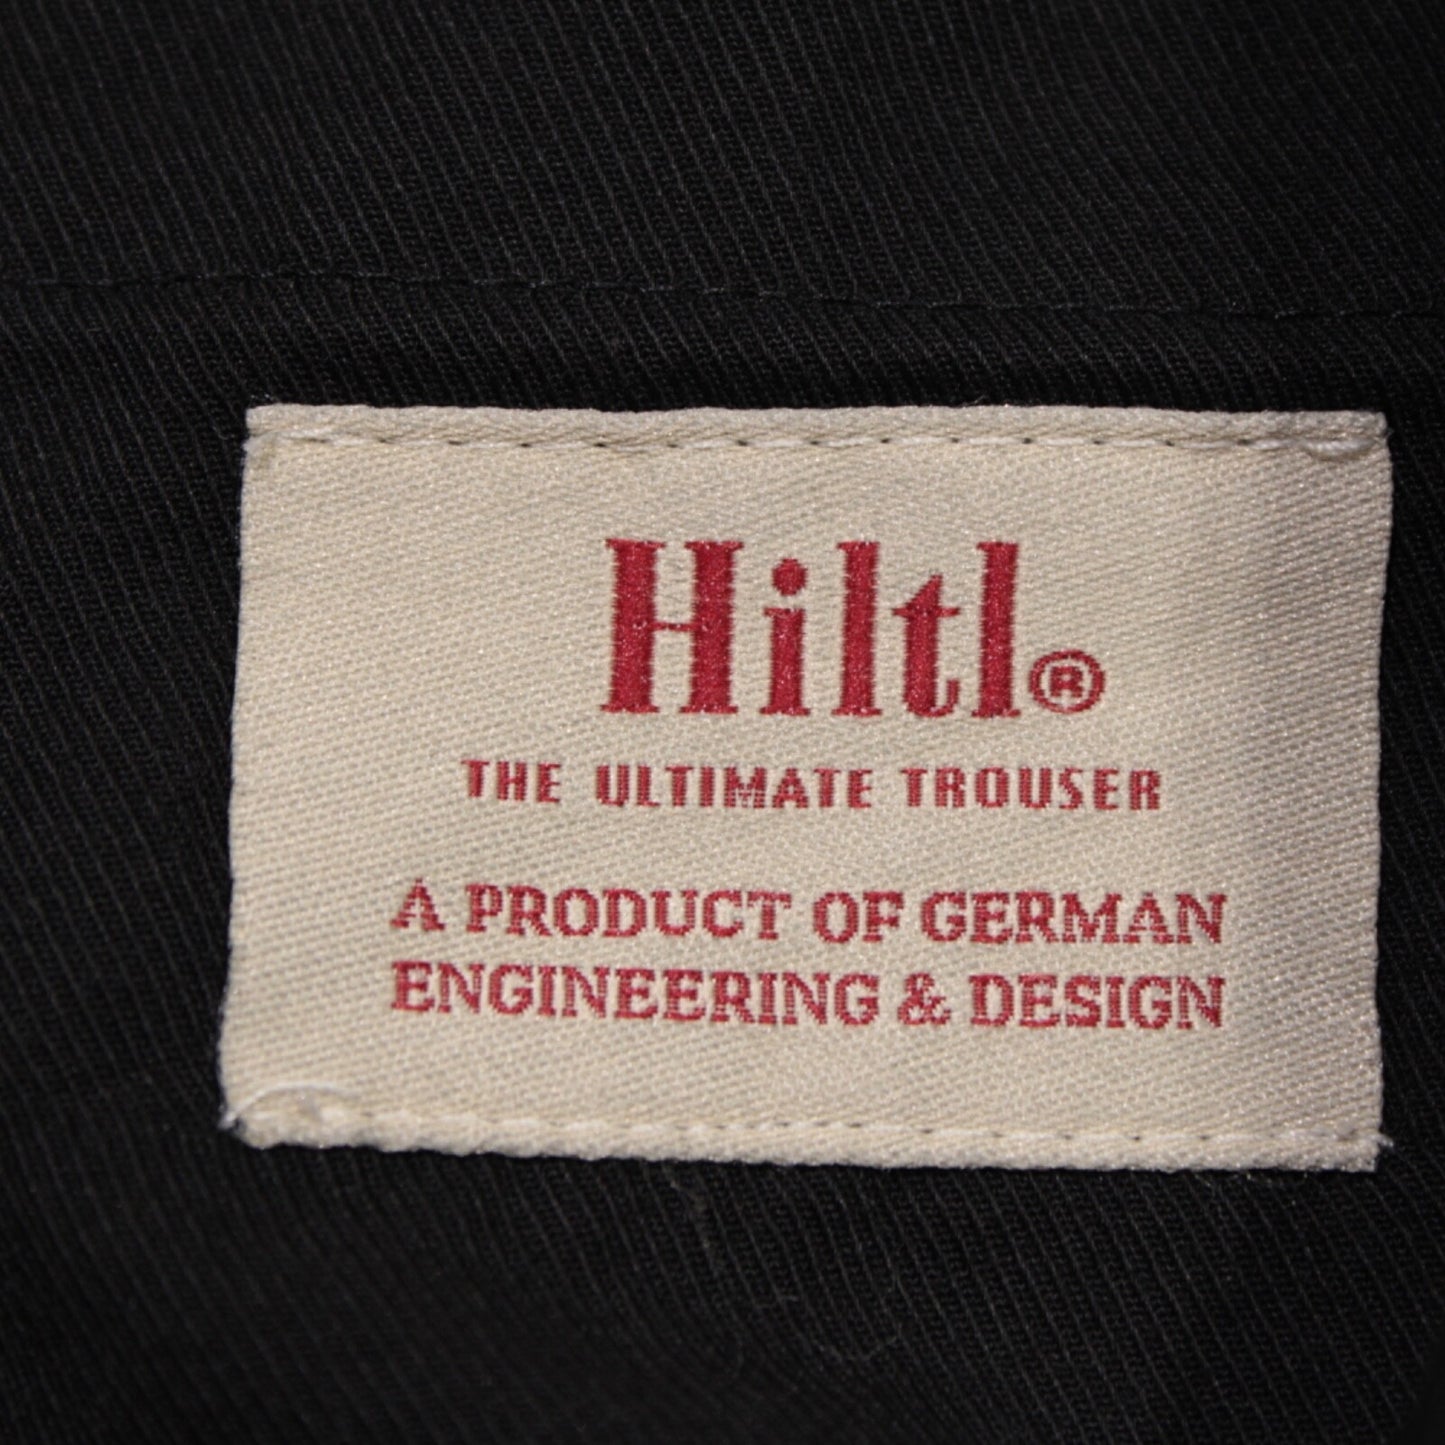 Hiltl®
THE ULTIMATE TROUSER
A PRODUCT OF GERMAN
ENGINEERING & DESIGN